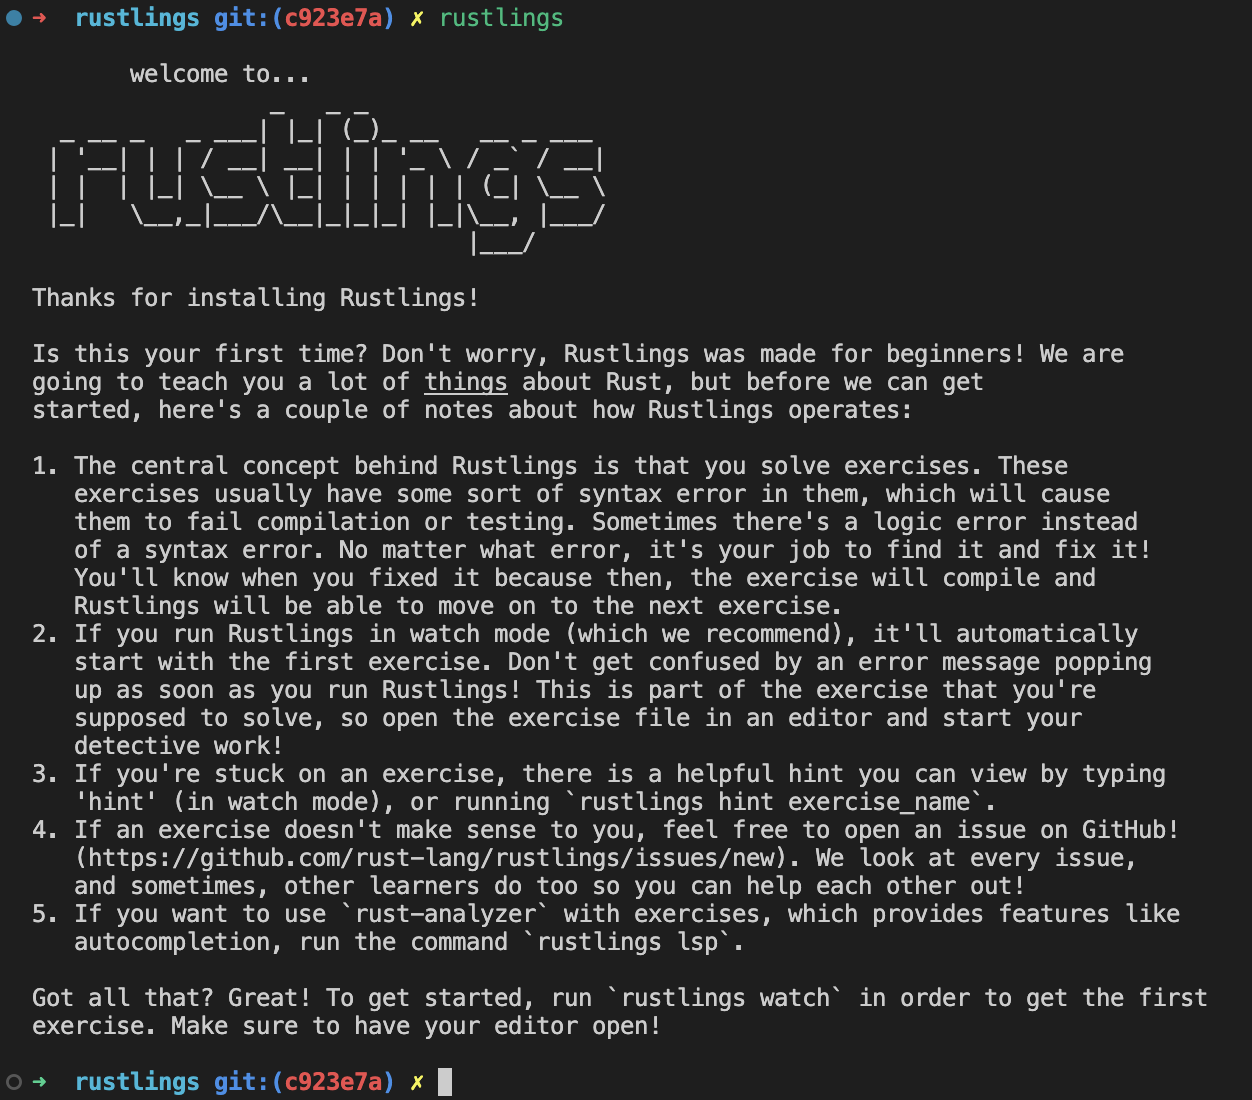 ➜  rustlings git:(c923e7a) ✗ rustlings
       welcome to...
                 _   _ _
  _ __ _   _ ___| |_| (_)_ __   __ _ ___
 | '__| | | / __| __| | | '_ \ / _` / __|
 | |  | |_| \__ \ |_| | | | | | (_| \__ \
 |_|   \__,_|___/\__|_|_|_| |_|\__, |___/
                               |___/
Thanks for installing Rustlings!
Is this your first time? Don't worry, Rustlings was made for beginners! We are
going to teach you a lot of things about Rust, but before we can get
started, here's a couple of notes about how Rustlings operates:
1. The central concept behind Rustlings is that you solve exercises. These
   exercises usually have some sort of syntax error in them, which will cause
   them to fail compilation or testing. Sometimes there's a logic error instead
   of a syntax error. No matter what error, it's your job to find it and fix it!
   You'll know when you fixed it because then, the exercise will compile and
   Rustlings will be able to move on to the next exercise.
2. If you run Rustlings in watch mode (which we recommend), it'll automatically
   start with the first exercise. Don't get confused by an error message popping
   up as soon as you run Rustlings! This is part of the exercise that you're
   supposed to solve, so open the exercise file in an editor and start your
   detective work!
3. If you're stuck on an exercise, there is a helpful hint you can view by typing
   'hint' (in watch mode), or running `rustlings hint exercise_name`.
4. If an exercise doesn't make sense to you, feel free to open an issue on GitHub!
   (https://github.com/rust-lang/rustlings/issues/new). We look at every issue,
   and sometimes, other learners do too so you can help each other out!
5. If you want to use `rust-analyzer` with exercises, which provides features like
   autocompletion, run the command `rustlings lsp`.
Got all that? Great! To get started, run `rustlings watch` in order to get the first
exercise. Make sure to have your editor open!
➜  rustlings git:(c923e7a) ✗